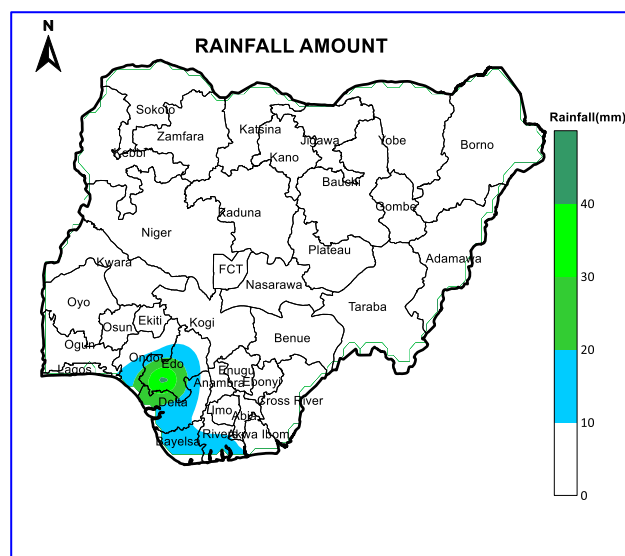 N
RAINFALL AMOUNT
Rainfall(mm)
Sokoto
Zamfara
Katsina
Jigawa
Yobe
Borno
Kebbi
Kano
Bauchi
Gombe
Kaduna
Niger
Plateau
Adamawa
Kwara
FCT
Nasarawa
Taraba
Oyo
Osun
Ekiti
Kogi
Benue
Ogun
Ondo
Edo
Lagos
Enugu
Anambra
Ebonyi
Delta
Imo
Abia
Cross River
Bayelsa
Rivers
Akwa Ibom
40
30
20
10
0